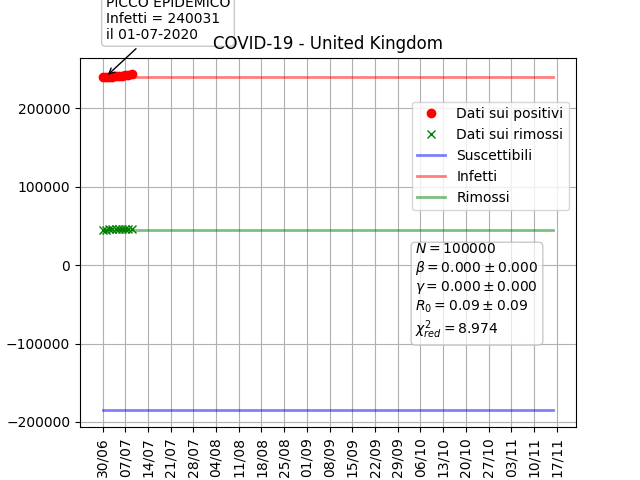 PICCO EPIDEMICO
Infetti = 240031
il 01-07-2020
COVID-19 - United Kingdom
200000
100000
0
−100000
−200000
Dati sui positivi
Dati sui rimossi
Suscettibili
Infetti
Rimossi
N = 100000
β = 0.000 ± 0.000
γ = 0.000 ± 0.000
R₀ = 0.09 ± 0.09
χ²red = 8.974
30/06
07/07
14/07
21/07
28/07
04/08
11/08
18/08
25/08
01/09
08/09
15/09
22/09
29/09
06/10
13/10
20/10
27/10
03/11
10/11
17/11